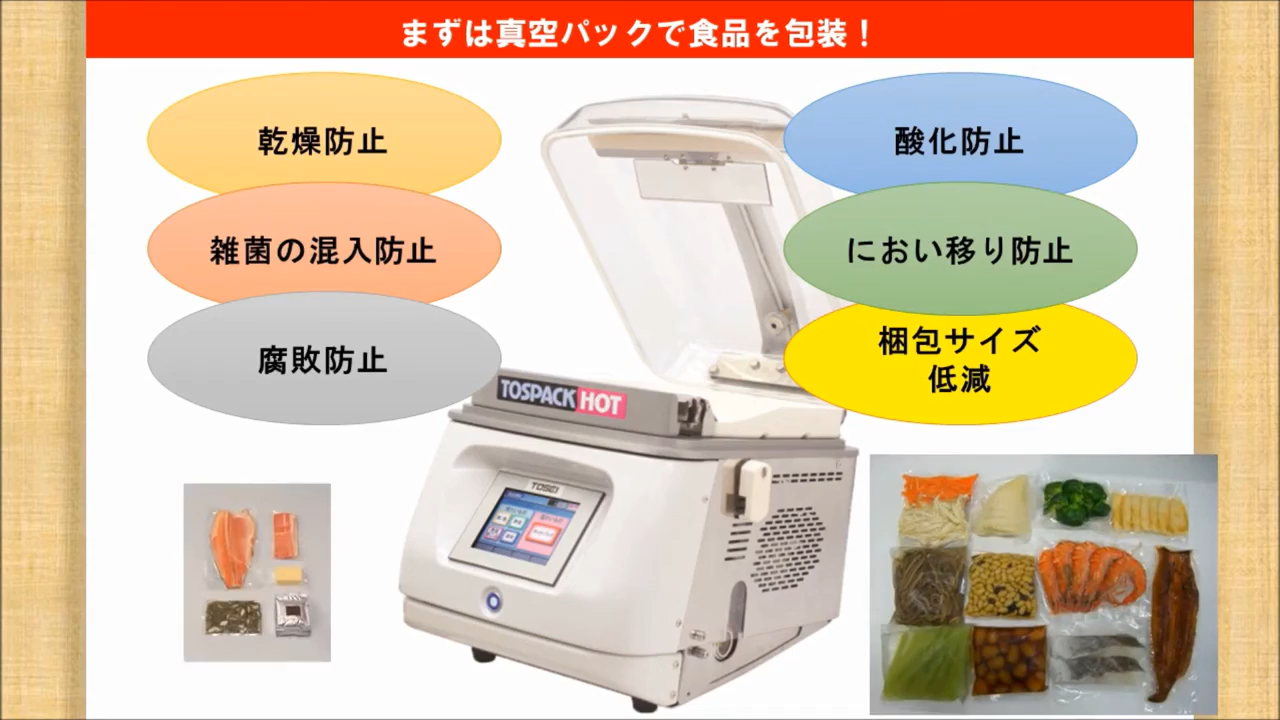 まずは真空パックで食品を包装！
乾燥防止
雑菌の混入防止
腐敗防止
酸化防止
におい移り防止
梱包サイズ
低減
TOSPACK HOT
TOSEI